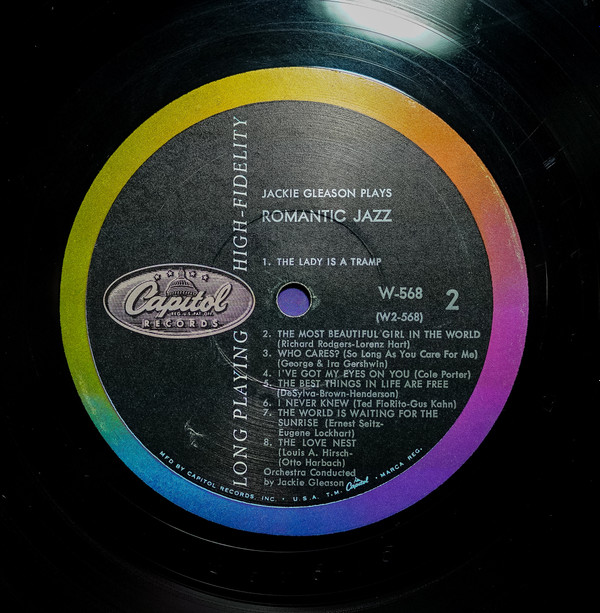 LONG PLAYING HIGH-FIDELITY
JACKIE GLEASON PLAYS
ROMANTIC JAZZ
1. THE LADY IS A TRAMP
Capitol
REG. U.S. PAT. OFF.
RECORDS
W-568
2
(W2-568)
2. THE MOST BEAUTIFUL GIRL IN THE WORLD
(Richard Rodgers-Lorenz Hart)
3. WHO CARES? (So Long As You Care For Me)
(George & Ira Gershwin)
4. I'VE GOT MY EYES ON YOU (Cole Porter)
5. THE BEST THINGS IN LIFE ARE FREE
(DeSylva-Brown-Henderson)
6. I NEVER KNEW (Ted FioRito-Gus Kahn)
7. THE WORLD IS WAITING FOR THE
SUNRISE (Ernest Seitz-
Eugene Lockhart)
8. THE LOVE NEST
(Louis A. Hirsch-
(Otto Harbach)
Orchestra Conducted
by Jackie Gleason
MFD BY CAPITOL RECORDS, INC. • U.S.A. T.M. Capitol • MARCA REG.